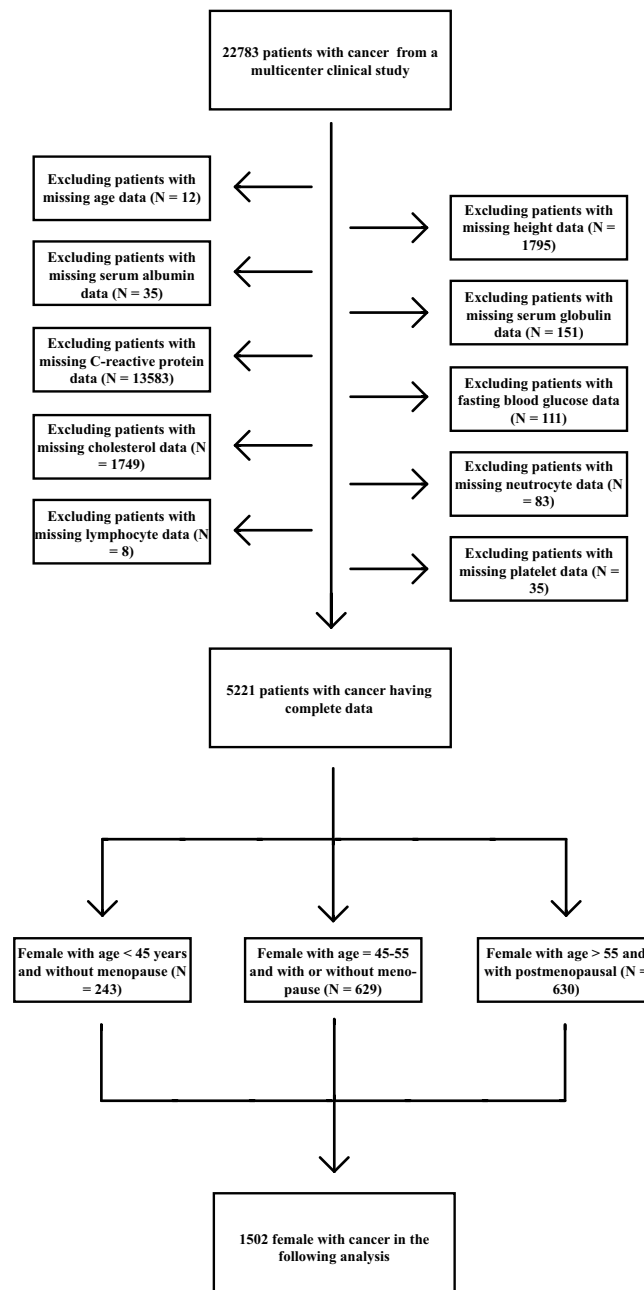 22783 patients with cancer from a
multicenter clinical study
Excluding patients with
missing age data (N = 12)
Excluding patients with
missing height data (N =
1795)
Excluding patients with
missing serum albumin
data (N = 35)
Excluding patients with
missing serum globulin
data (N = 151)
Excluding patients with
missing C-reactive protein
data (N = 13583)
Excluding patients with
fasting blood glucose data
(N = 111)
Excluding patients with
missing cholesterol data (N
= 1749)
Excluding patients with
missing neutrocyte data (N
= 83)
Excluding patients with
missing lymphocyte data (N
= 8)
Excluding patients with
missing platelet data (N =
35)
5221 patients with cancer having
complete data
Female with age < 45 years
and without menopause (N
= 243)
Female with age = 45-55
and with or without meno-
pause (N = 629)
Female with age > 55 and
with postmenopausal (N =
630)
1502 female with cancer in the
following analysis